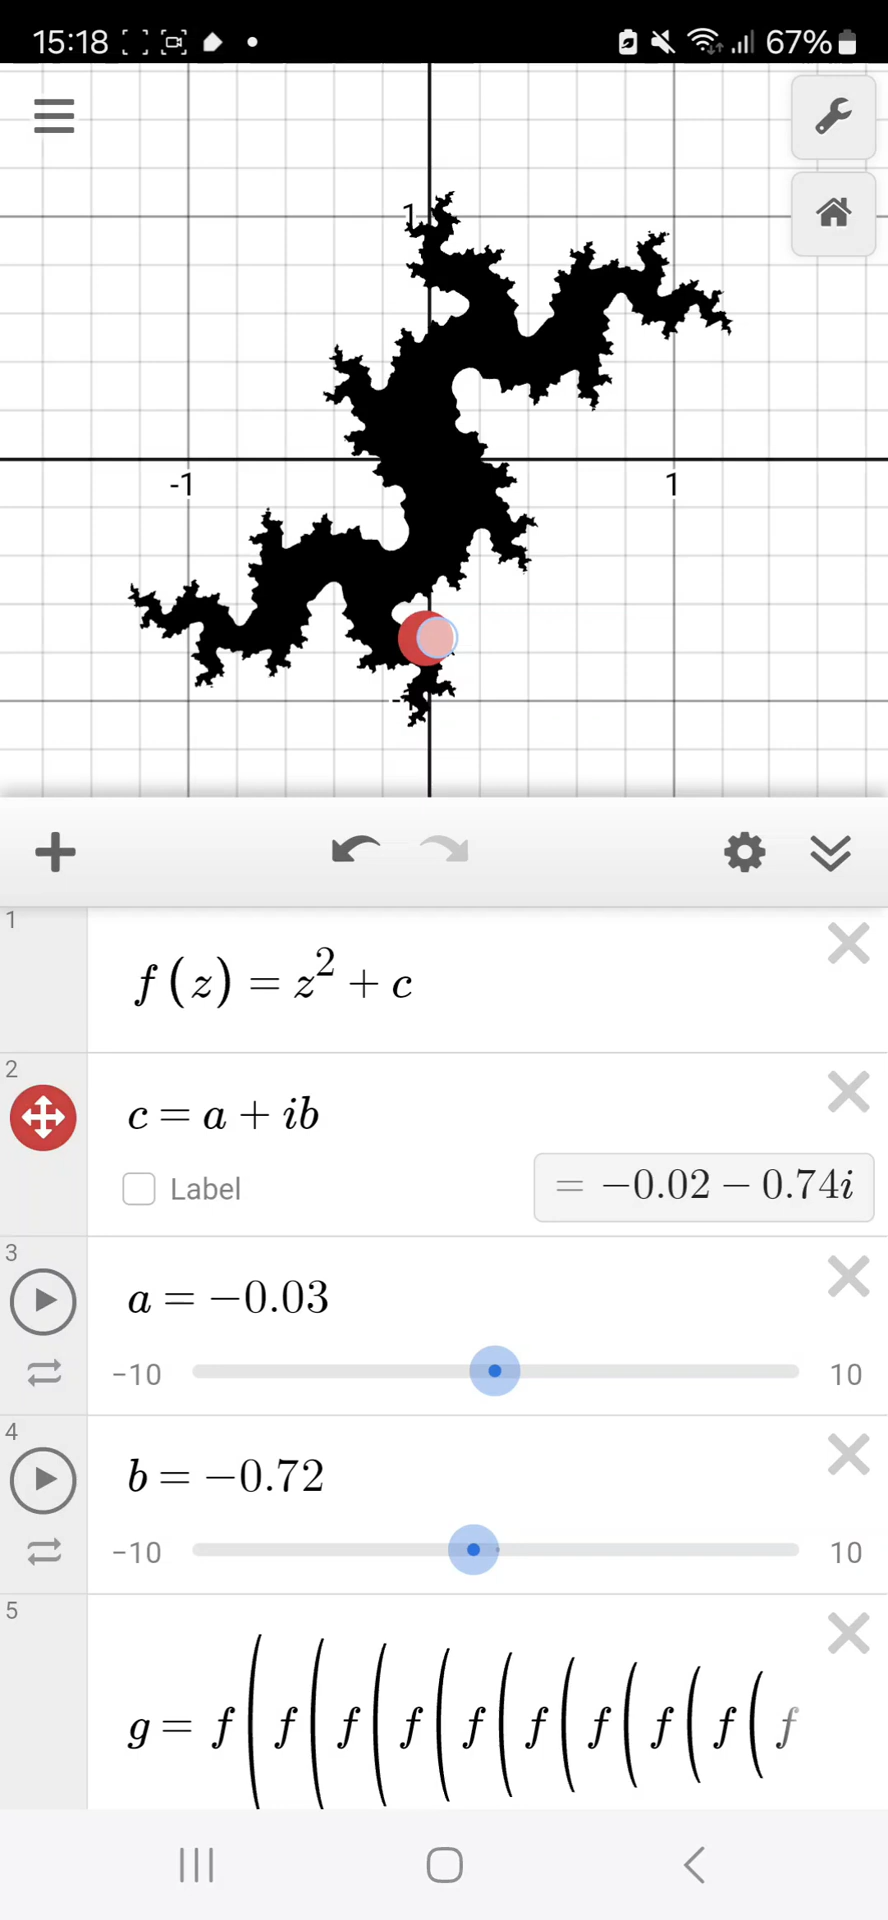 15:18 67%
1
-1 1
-1
1
f(z) = z² + c
2
c = a + ib
Label = −0.02 − 0.74i
3
a = −0.03
−10 10
4
b = −0.72
−10 10
5
g = f(f(f(f(f(f(f(f(f(f